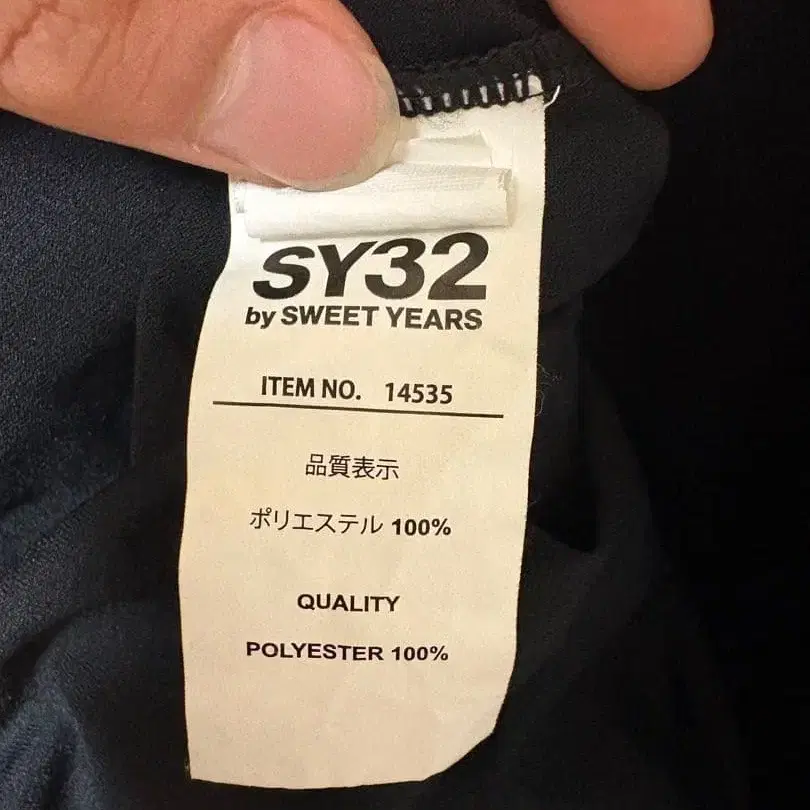 SY32
by SWEET YEARS
ITEM NO. 14535
品質表示
ポリエステル 100%
QUALITY
POLYESTER 100%